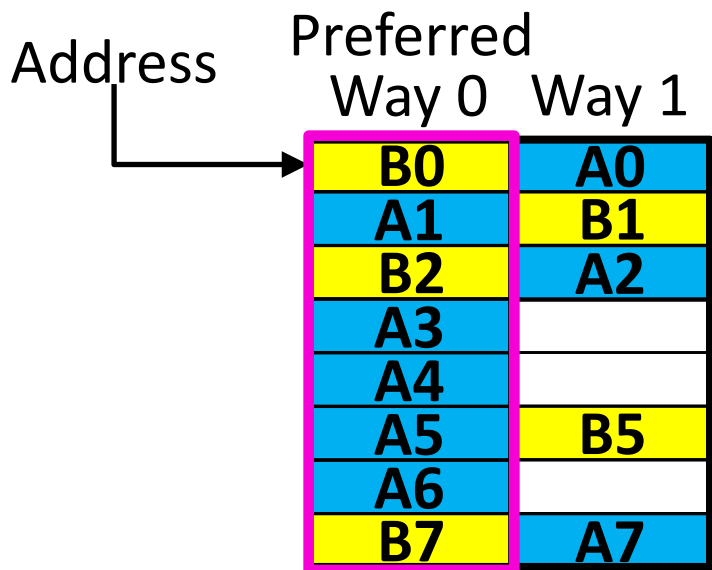 Address
Preferred
Way 0 Way 1
B0 A0
A1 B1
B2 A2
A3
A4
A5 B5
A6
B7 A7